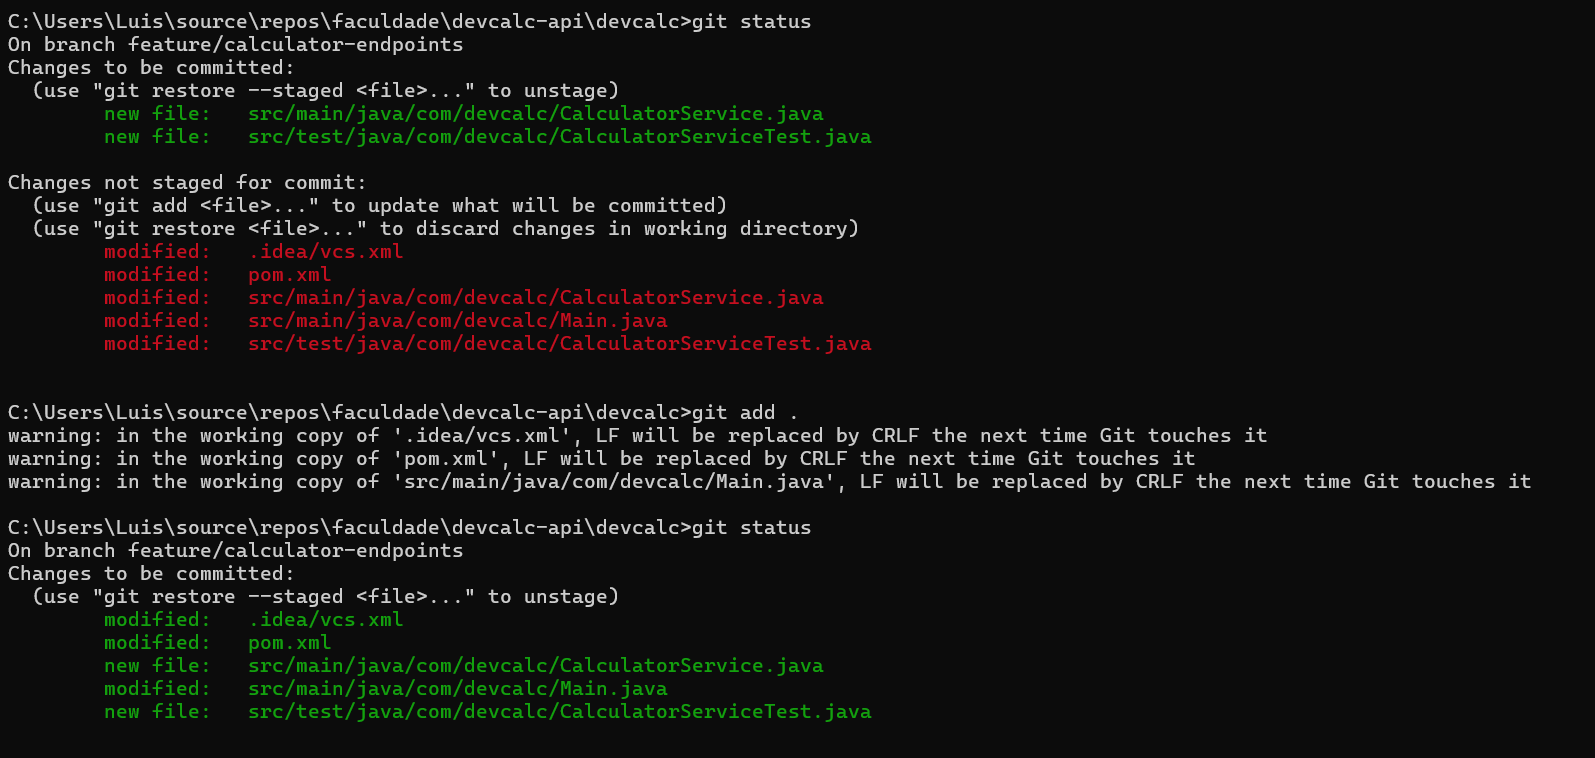 C:\Users\Luis\source\repos\faculdade\devcalc-api\devcalc>git status
On branch feature/calculator-endpoints
Changes to be committed:
  (use "git restore --staged <file>..." to unstage)
        new file:   src/main/java/com/devcalc/CalculatorService.java
        new file:   src/test/java/com/devcalc/CalculatorServiceTest.java

Changes not staged for commit:
  (use "git add <file>..." to update what will be committed)
  (use "git restore <file>..." to discard changes in working directory)
        modified:   .idea/vcs.xml
        modified:   pom.xml
        modified:   src/main/java/com/devcalc/CalculatorService.java
        modified:   src/main/java/com/devcalc/Main.java
        modified:   src/test/java/com/devcalc/CalculatorServiceTest.java


C:\Users\Luis\source\repos\faculdade\devcalc-api\devcalc>git add .
warning: in the working copy of '.idea/vcs.xml', LF will be replaced by CRLF the next time Git touches it
warning: in the working copy of 'pom.xml', LF will be replaced by CRLF the next time Git touches it
warning: in the working copy of 'src/main/java/com/devcalc/Main.java', LF will be replaced by CRLF the next time Git touches it

C:\Users\Luis\source\repos\faculdade\devcalc-api\devcalc>git status
On branch feature/calculator-endpoints
Changes to be committed:
  (use "git restore --staged <file>..." to unstage)
        modified:   .idea/vcs.xml
        modified:   pom.xml
        new file:   src/main/java/com/devcalc/CalculatorService.java
        modified:   src/main/java/com/devcalc/Main.java
        new file:   src/test/java/com/devcalc/CalculatorServiceTest.java